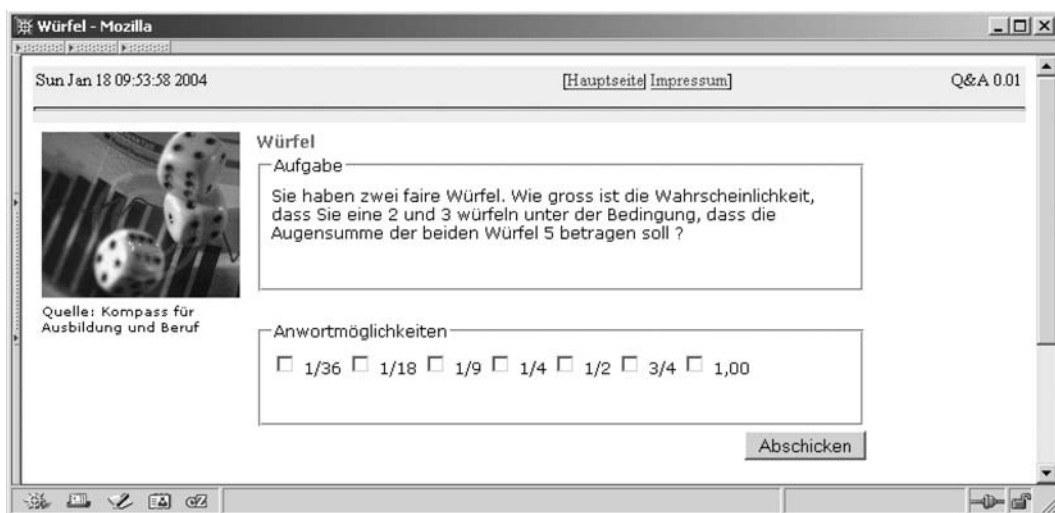 Würfel - Mozilla
Sun Jan 18 09:53:58 2004 [Hauptseite| Impressum] Q&A 0.01
Würfel
Aufgabe
Sie haben zwei faire Würfel. Wie gross ist die Wahrscheinlichkeit,
dass Sie eine 2 und 3 würfeln unter der Bedingung, dass die
Augensumme der beiden Würfel 5 betragen soll ?
Quelle: Kompass für
Ausbildung und Beruf
Anwortmöglichkeiten
1/36 1/18 1/9 1/4 1/2 3/4 1,00
Abschicken